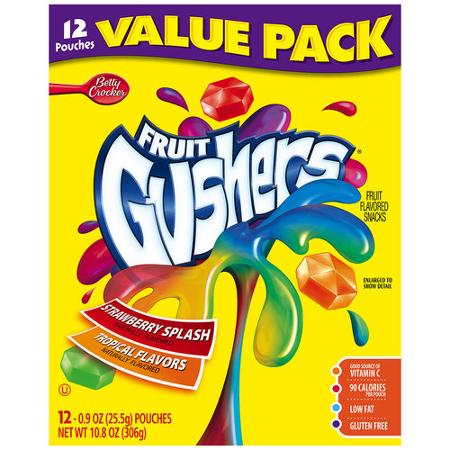 12
Pouches
VALUE PACK
Betty
Crocker
FRUIT
GUSHERS®
FRUIT
FLAVORED
SNACKS
ENLARGED TO
SHOW DETAIL
STRAWBERRY SPLASH
NATURALLY FLAVORED
TROPICAL FLAVORS
NATURALLY FLAVORED
U
12 - 0.9 OZ (25.5g) POUCHES
NET WT 10.8 OZ (306g)
GOOD SOURCE OF
VITAMIN C
90 CALORIES
PER POUCH
LOW FAT
GLUTEN FREE